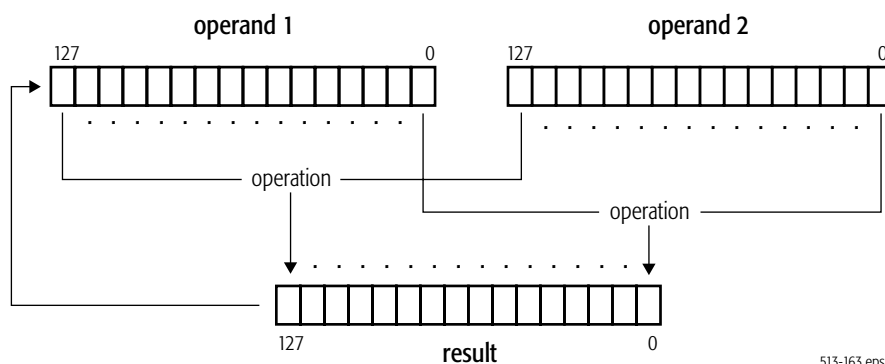 operand 1 operand 2
127 0 127 0
operation
operation
127 0
result
513-163.eps